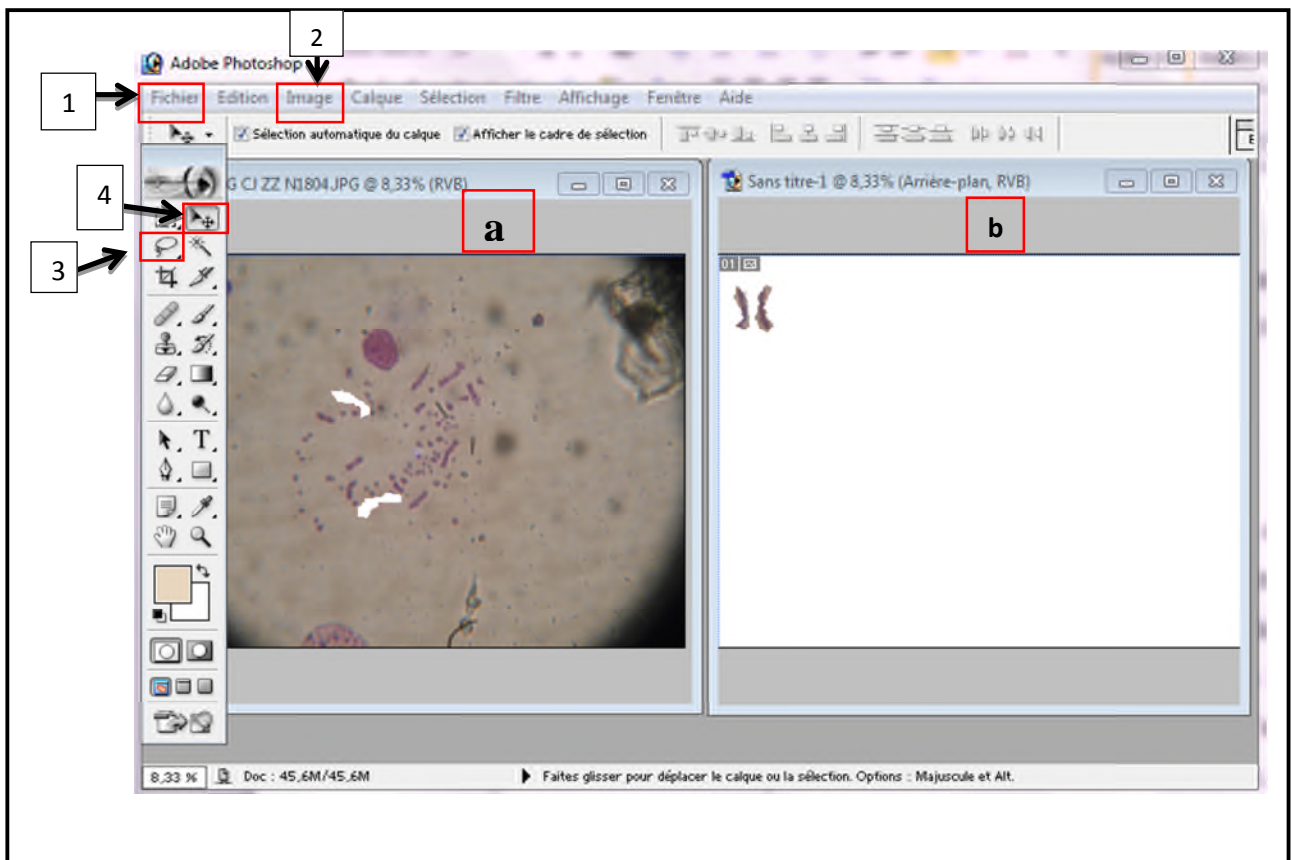 2
Adobe Photoshop
1
Fichier Edition Image Calque Sélection Filtre Affichage Fenêtre Aide
Sélection automatique du calque Afficher le cadre de sélection
4
G CJ ZZ N1804.JPG @ 8,33% (RVB)
Sans titre-1 @ 8,33% (Arrière-plan, RVB)
a
b
3
01
T
8,33 % Doc : 45,6M/45,6M Faites glisser pour déplacer le calque ou la sélection. Options : Majuscule et Alt.